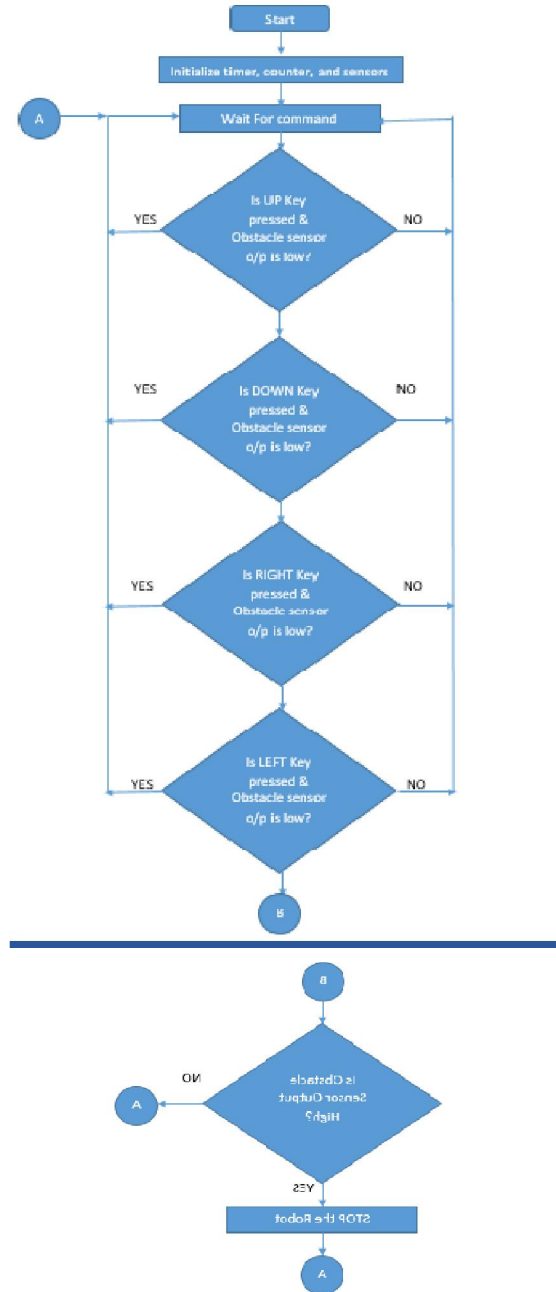 Start
Initialize timer, counter, and sensors
A
Wait For command
Is UP Key
pressed &
Obstacle sensor
o/p is low?
YES
NO
Is DOWN Key
pressed &
Obstacle sensor
o/p is low?
YES
NO
Is RIGHT Key
pressed &
Obstacle sensor
o/p is low?
YES
NO
Is LEFT Key
pressed &
Obstacle sensor
o/p is low?
YES
NO
B
B
Is Obstacle
Sensor Output
High?
NO
A
YES
STOP the Robot
A